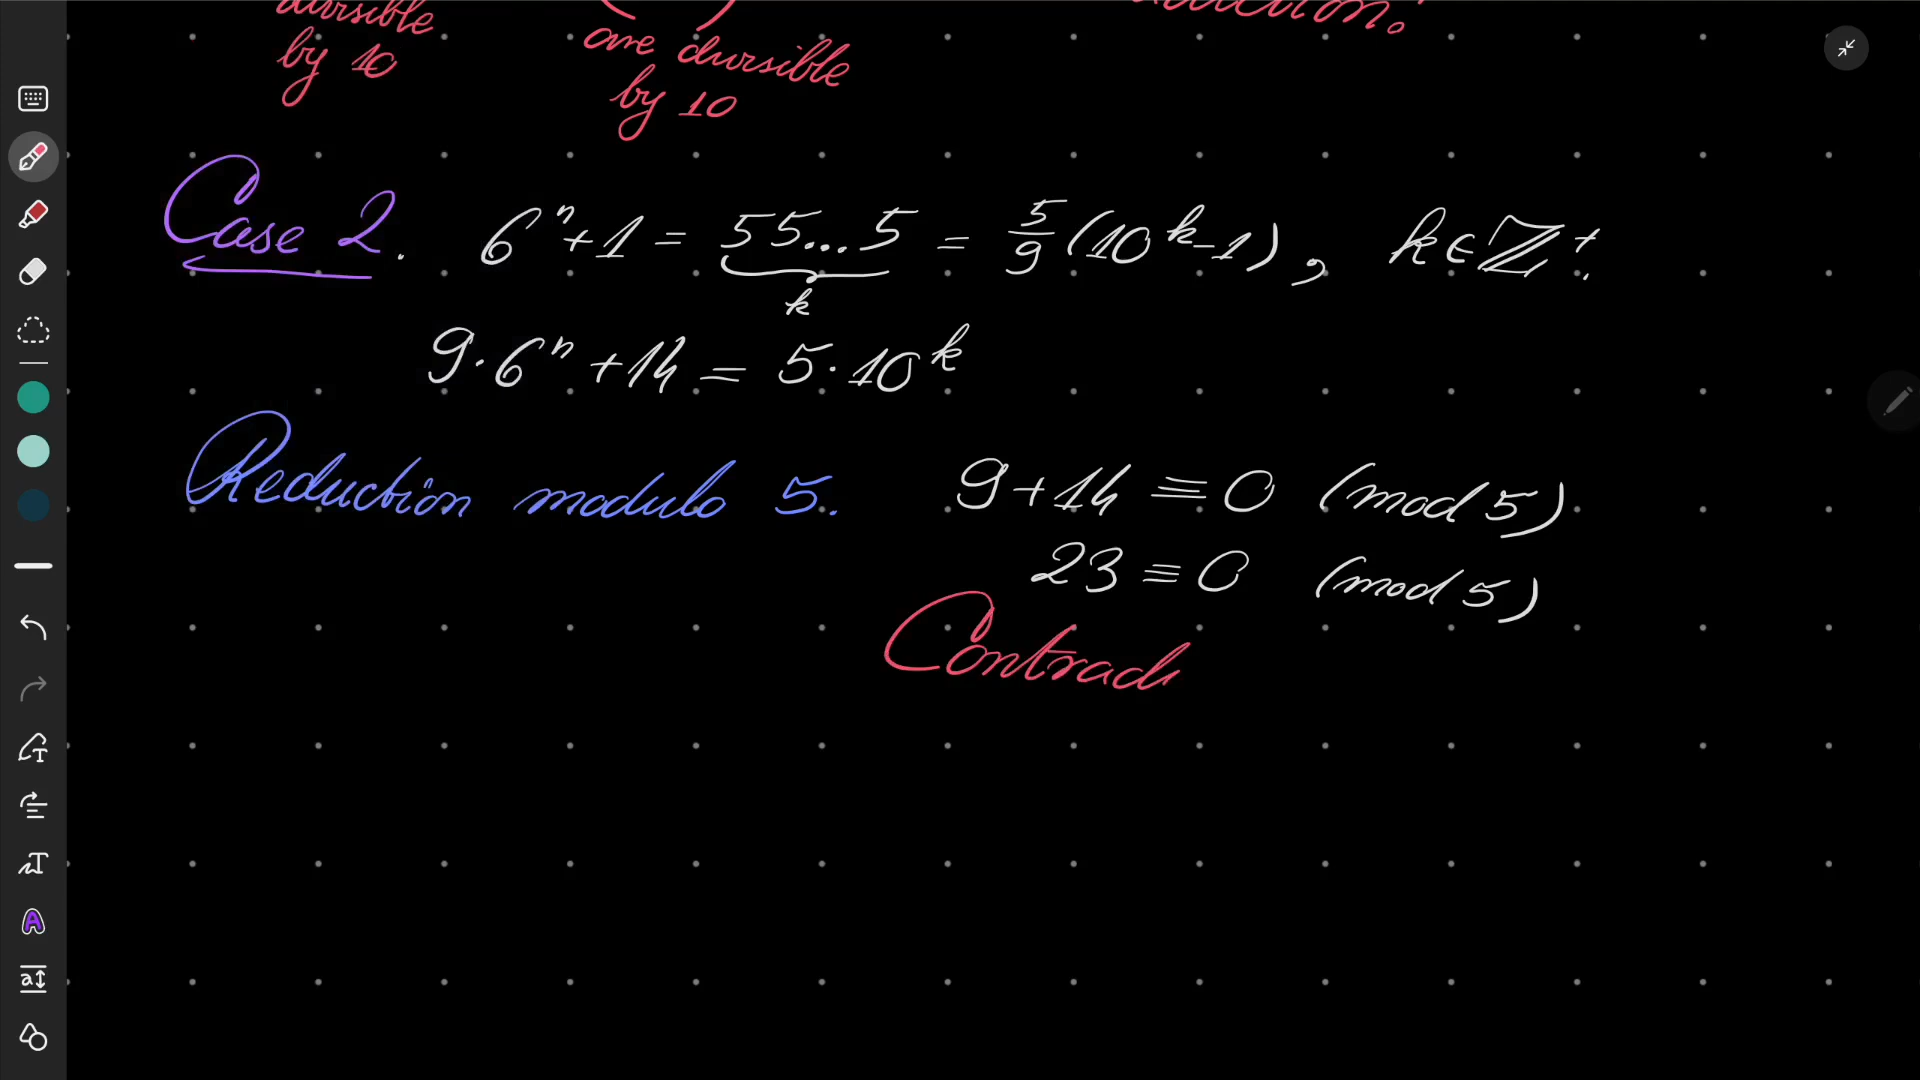 divisible
by 10
are divisible
by 10
Case 2. 6ⁿ+1 = 55...5 = 5/9 (10ᵏ-1), k∈ℤ⁺.
k
9·6ⁿ+14 = 5·10ᵏ
Reduction modulo 5. 9+14 ≡ 0 (mod 5)
23 ≡ 0 (mod 5)
Contrad